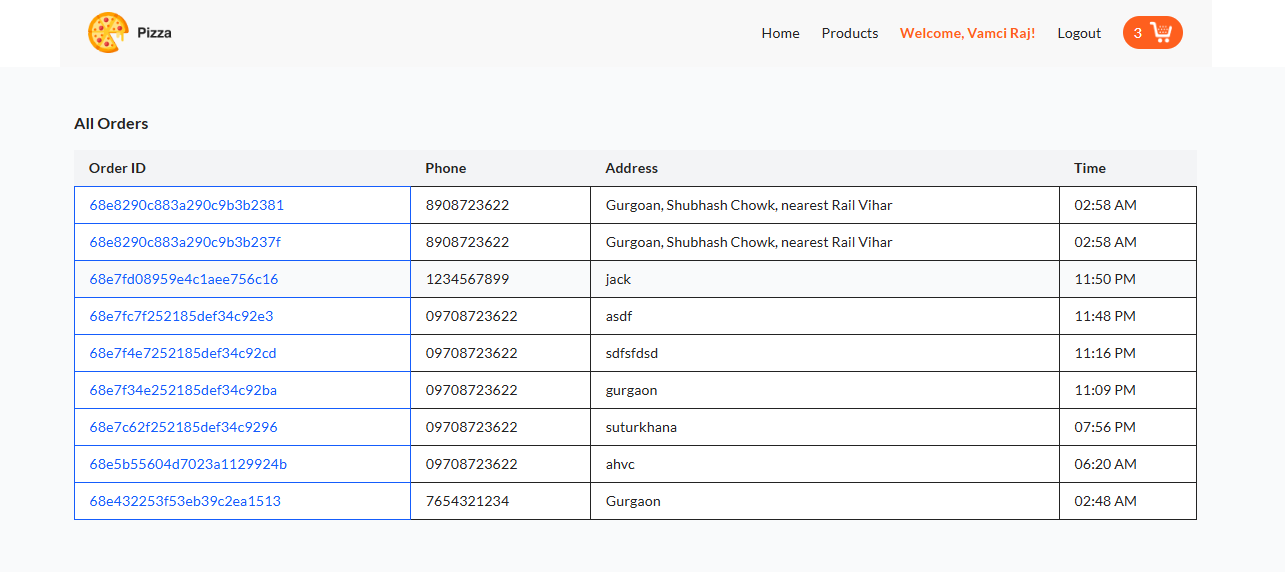 Pizza Home Products Welcome, Vamci Raj! Logout 3
All Orders
Order ID Phone Address Time
68e8290c883a290c9b3b2381 8908723622 Gurgoan, Shubhash Chowk, nearest Rail Vihar 02:58 AM
68e8290c883a290c9b3b237f 8908723622 Gurgoan, Shubhash Chowk, nearest Rail Vihar 02:58 AM
68e7fd08959e4c1aee756c16 1234567899 jack 11:50 PM
68e7fc7f252185def34c92e3 09708723622 asdf 11:48 PM
68e7f4e7252185def34c92cd 09708723622 sdfsfdsd 11:16 PM
68e7f34e252185def34c92ba 09708723622 gurgaon 11:09 PM
68e7c62f252185def34c9296 09708723622 suturkhana 07:56 PM
68e5b55604d7023a1129924b 09708723622 ahvc 06:20 AM
68e432253f53eb39c2ea1513 7654321234 Gurgaon 02:48 AM